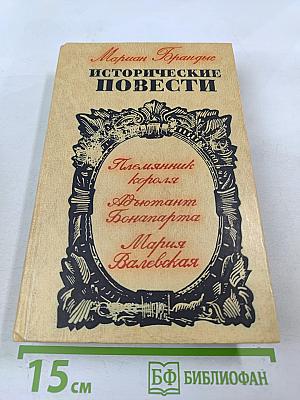 Мариан Брандыс
ИСТОРИЧЕСКИЕ
ПОВЕСТИ
Племянник
короля
Адъютант
Бонапарта
Мария
Валевская
15 см
БФ БИБЛИОФАН